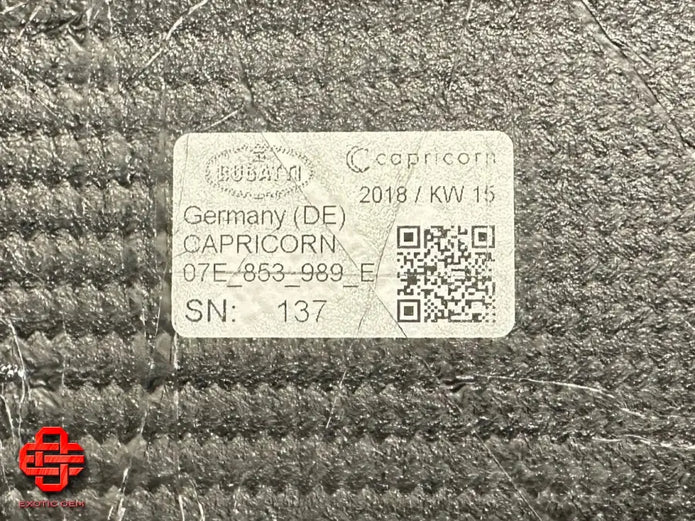 BUGATTI
capricorn
2018 / KW 15
Germany (DE)
CAPRICORN
07E_853_989_E
SN: 137
EXOTIC OEM